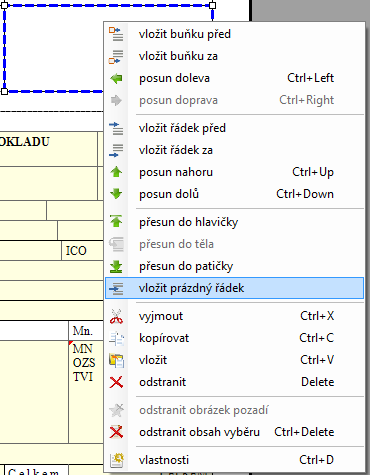 vložit buňku před
vložit buňku za
posun doleva Ctrl+Left
posun doprava Ctrl+Right
vložit řádek před
OKLADU
vložit řádek za
posun nahoru Ctrl+Up
posun dolů Ctrl+Down
přesun do hlavičky
přesun do těla
ICO
přesun do patičky
vložit prázdný řádek
vyjmout Ctrl+X
Mn.
kopírovat Ctrl+C
MN
vložit Ctrl+V
OZS
TVI
odstranit Delete
odstranit obrázek pozadí
odstranit obsah výběru Ctrl+Delete
vlastnosti Ctrl+D
Celkem